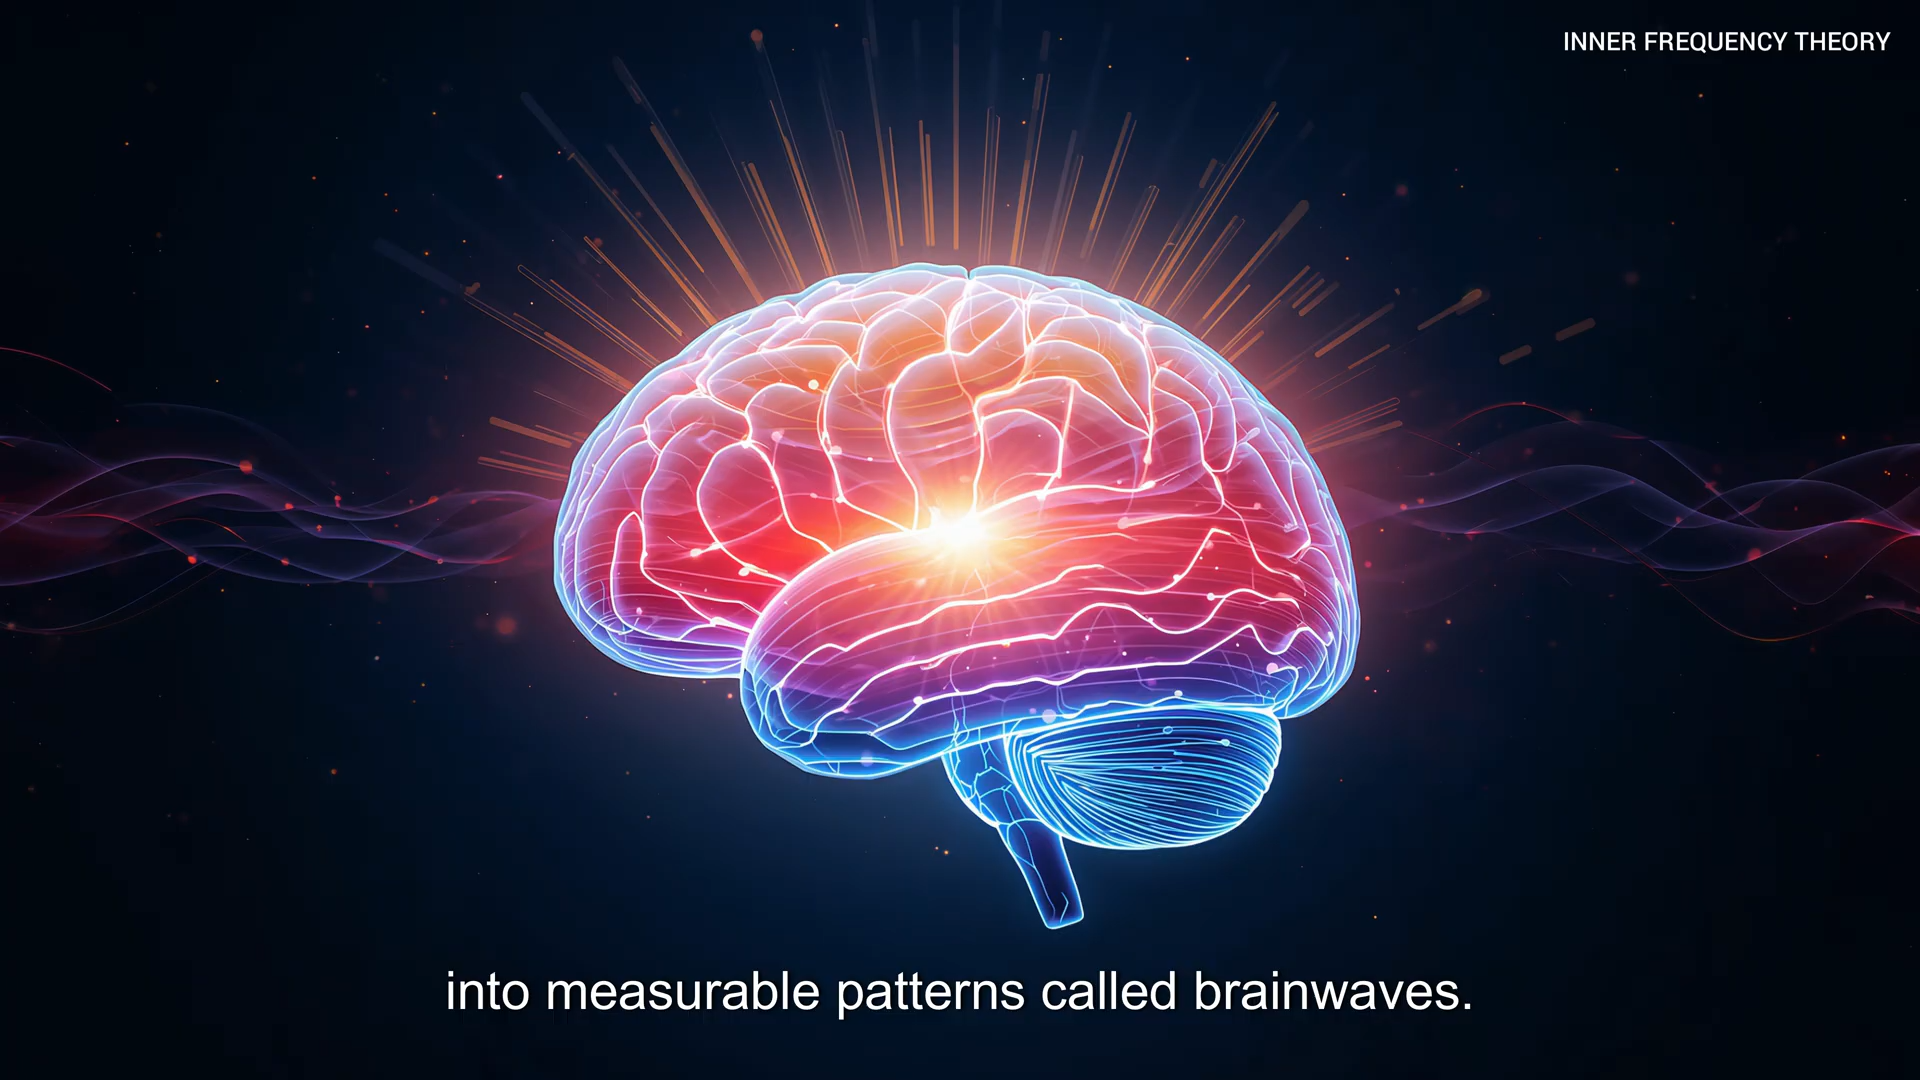 INNER FREQUENCY THEORY
into measurable patterns called brainwaves.